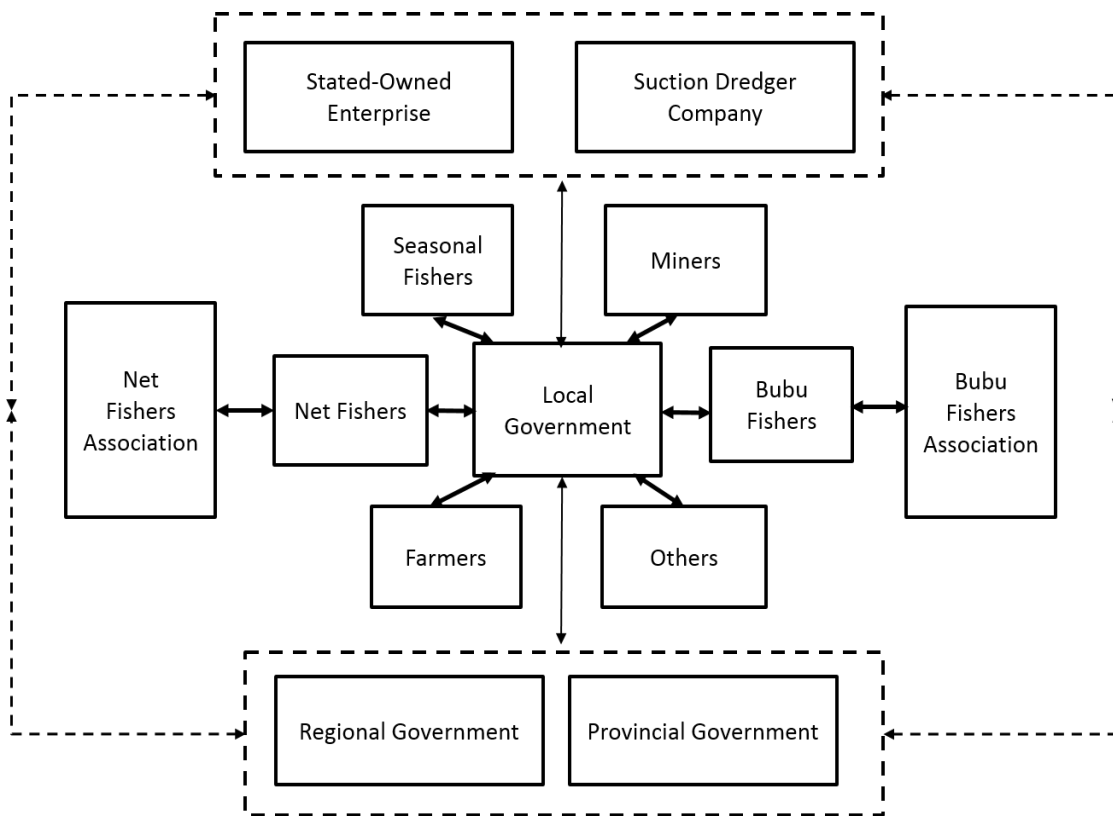 Stated-Owned
Enterprise
Suction Dredger
Company
Seasonal
Fishers
Miners
Net
Fishers
Association
Net Fishers
Local
Government
Bubu
Fishers
Bubu
Fishers
Association
Farmers
Others
Regional Government
Provincial Government